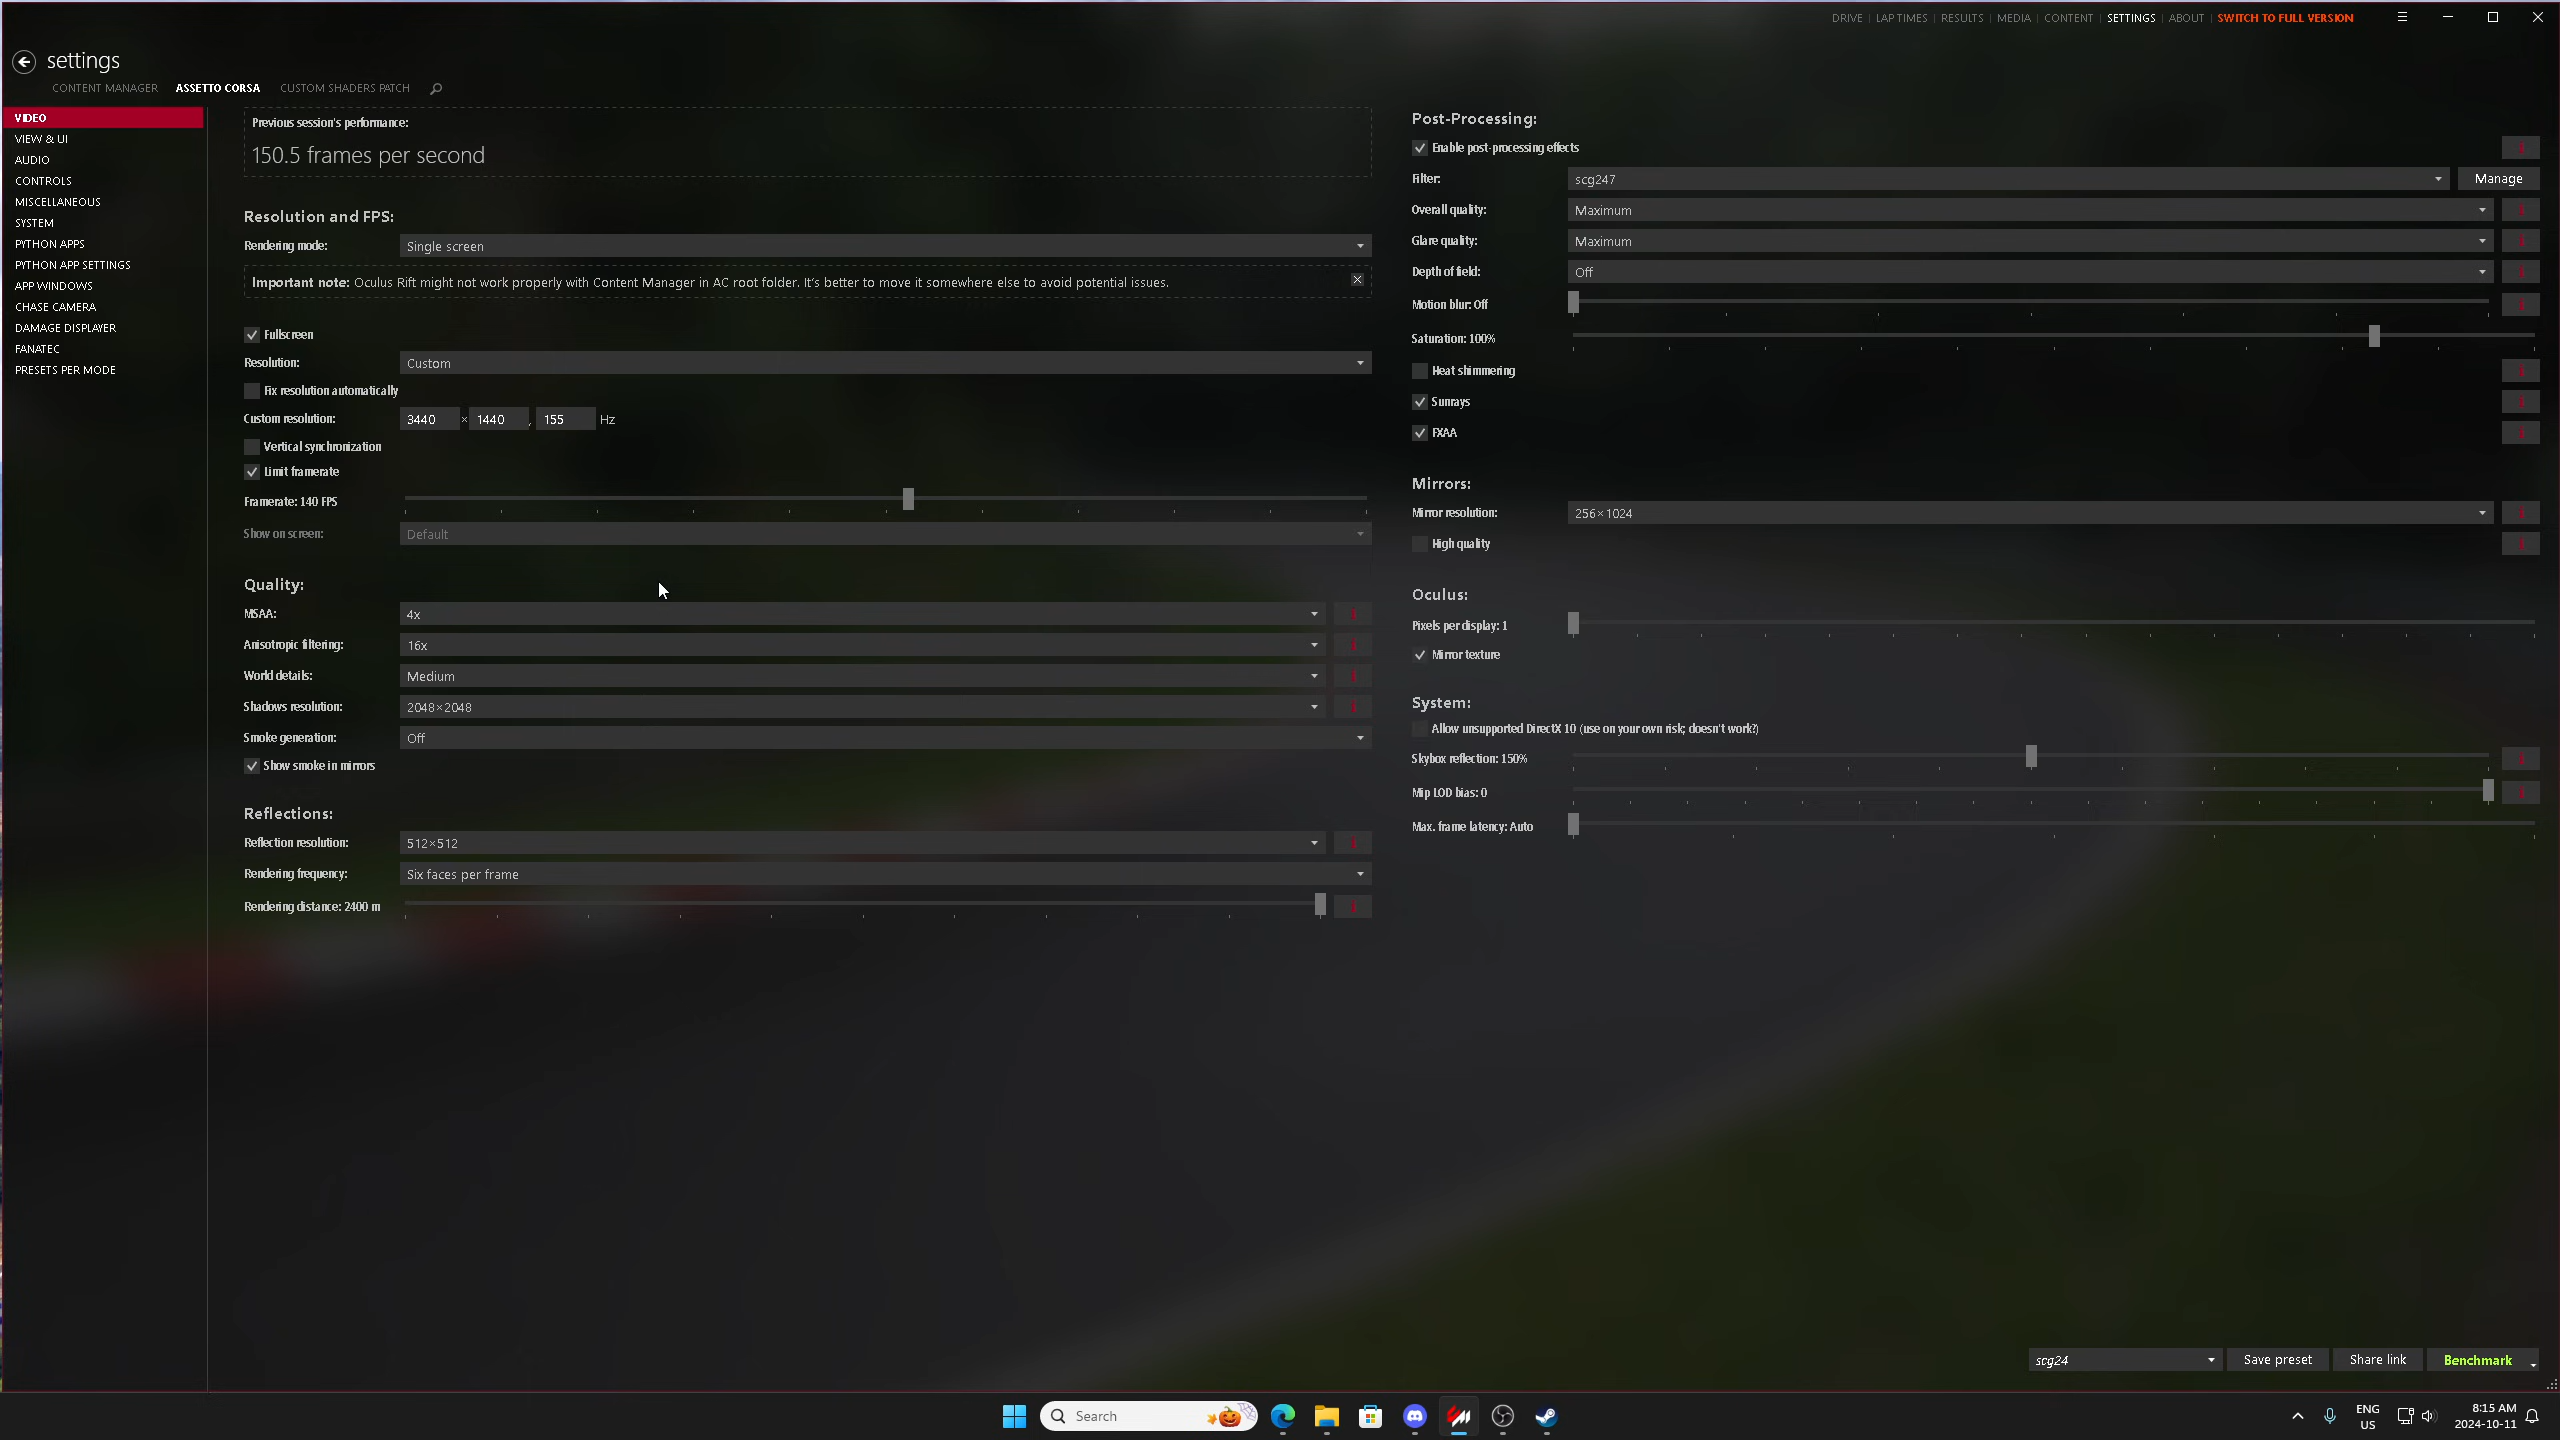 DRIVE | LAP TIMES | RESULTS | MEDIA | CONTENT | SETTINGS | ABOUT | SWITCH TO FULL VERSION
settings
CONTENT MANAGER ASSETTO CORSA CUSTOM SHADERS PATCH
VIDEO
VIEW & UI
AUDIO
CONTROLS
MISCELLANEOUS
SYSTEM
PYTHON APPS
PYTHON APP SETTINGS
APP WINDOWS
CHASE CAMERA
DAMAGE DISPLAYER
FANATEC
PRESETS PER MODE
Previous session's performance:
150.5 frames per second
Resolution and FPS:
Rendering mode: Single screen
Important note: Oculus Rift might not work properly with Content Manager in AC root folder. It's better to move it somewhere else to avoid potential issues.
Fullscreen
Resolution: Custom
Fix resolution automatically
Custom resolution: 3440 × 1440 , 155 Hz
Vertical synchronization
Limit framerate
Framerate: 140 FPS
Show on screen: Default
Quality:
MSAA: 4x
Anisotropic filtering: 16x
World details: Medium
Shadows resolution: 2048×2048
Smoke generation: Off
Show smoke in mirrors
Reflections:
Reflection resolution: 512×512
Rendering frequency: Six faces per frame
Rendering distance: 2400 m
Post-Processing:
Enable post-processing effects
Filter: scg247 Manage
Overall quality: Maximum
Glare quality: Maximum
Depth of field: Off
Motion blur: Off
Saturation: 100%
Heat shimmering
Sunrays
FXAA
Mirrors:
Mirror resolution: 256×1024
High quality
Oculus:
Pixels per display: 1
Mirror texture
System:
Allow unsupported DirectX 10 (use on your own risk; doesn't work?)
Skybox reflection: 150%
Mip LOD bias: 0
Max. frame latency: Auto
scg24 Save preset Share link Benchmark
Search
ENG
US
8:15 AM
2024-10-11